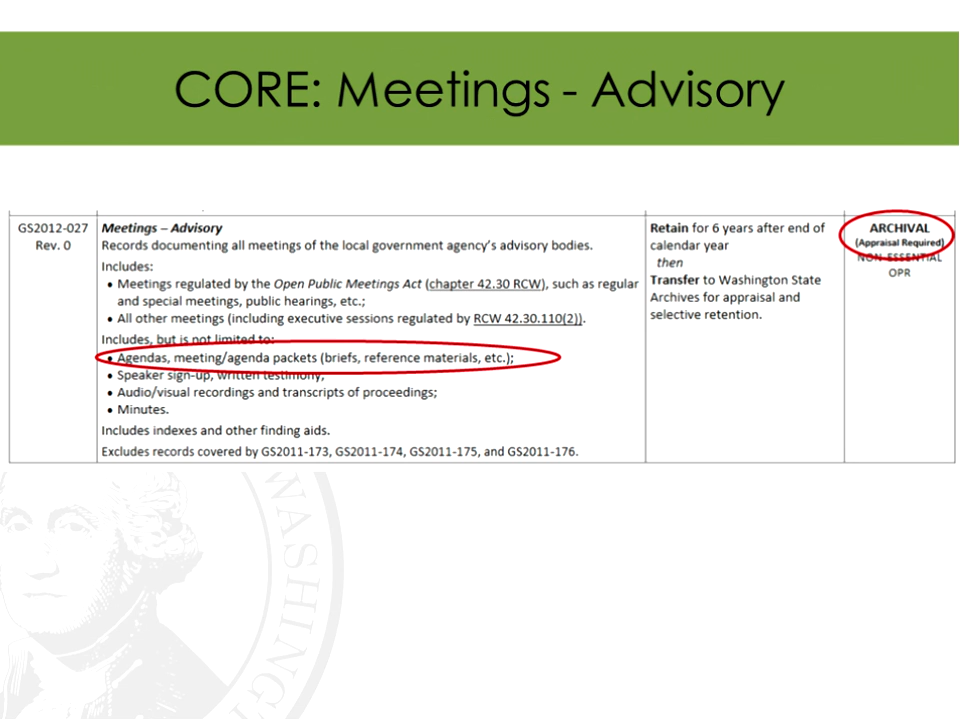 CORE: Meetings - Advisory
GS2012-027
Rev. 0
Meetings – Advisory
Records documenting all meetings of the local government agency's advisory bodies.
Includes:
• Meetings regulated by the Open Public Meetings Act (chapter 42.30 RCW), such as regular
and special meetings, public hearings, etc.;
• All other meetings (including executive sessions regulated by RCW 42.30.110(2)).
Includes, but is not limited to:
• Agendas, meeting/agenda packets (briefs, reference materials, etc.);
• Speaker sign-up, written testimony;
• Audio/visual recordings and transcripts of proceedings;
• Minutes.
Includes indexes and other finding aids.
Excludes records covered by GS2011-173, GS2011-174, GS2011-175, and GS2011-176.
Retain for 6 years after end of
calendar year
then
Transfer to Washington State
Archives for appraisal and
selective retention.
ARCHIVAL
(Appraisal Required)
NON-ESSENTIAL
OPR
WASHINGT